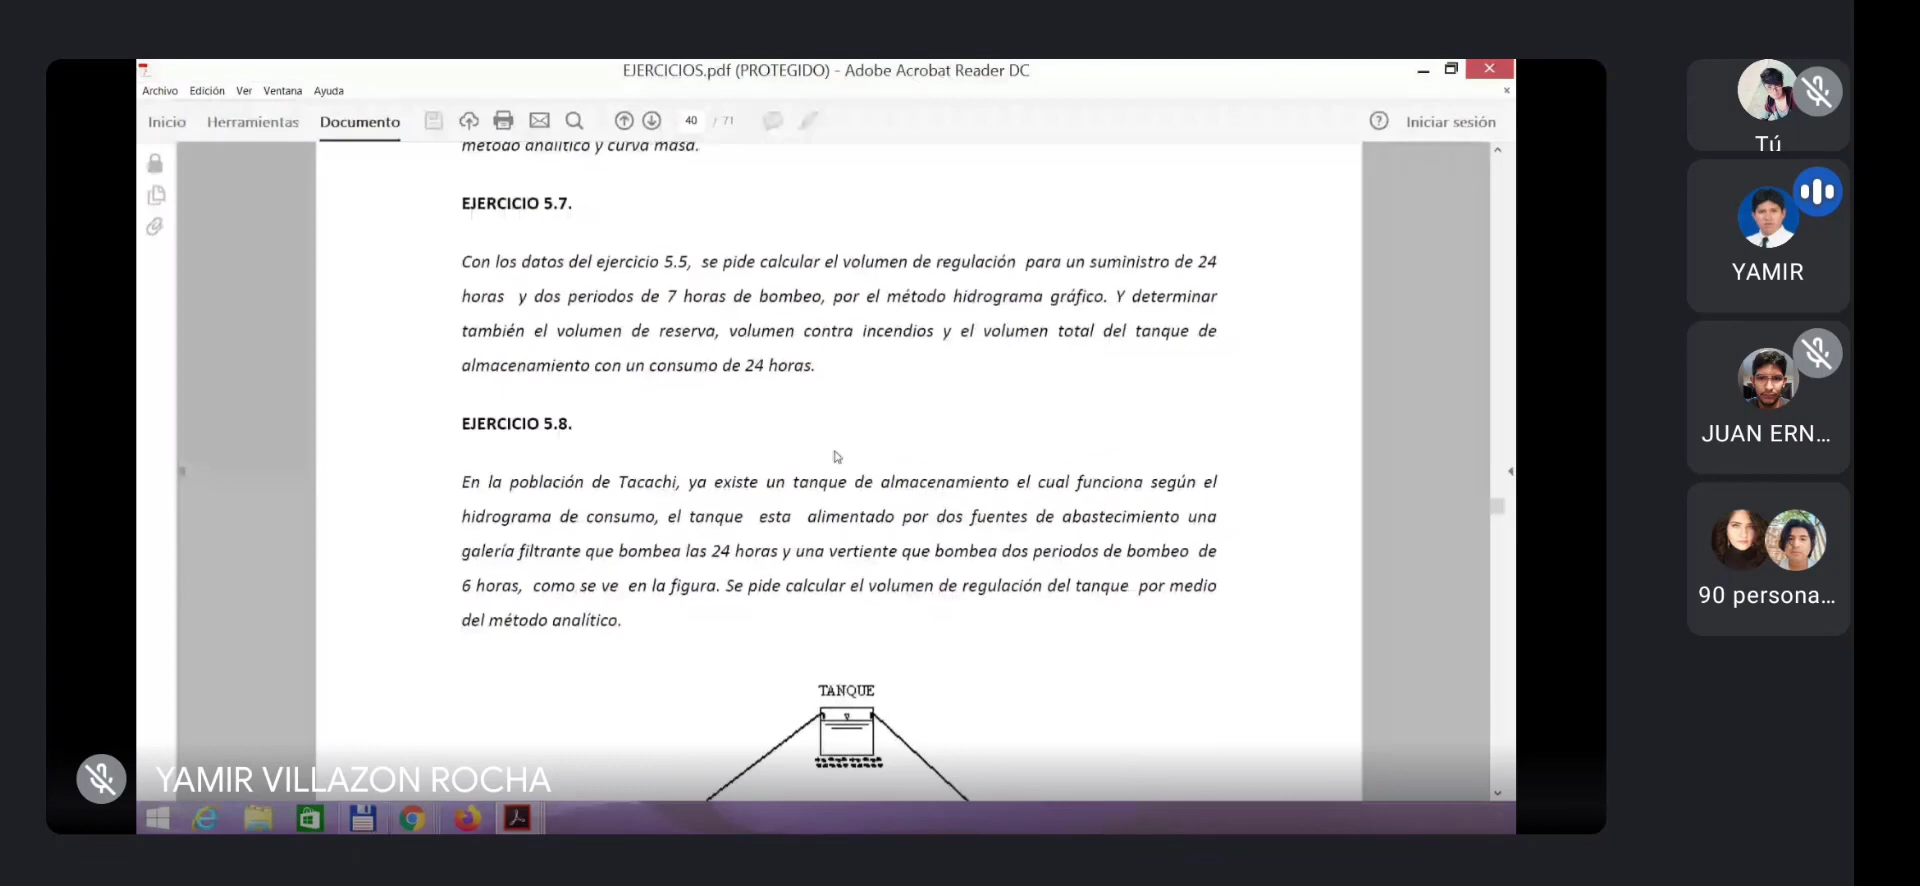 EJERCICIOS.pdf (PROTEGIDO) - Adobe Acrobat Reader DC
Archivo Edición Ver Ventana Ayuda
Inicio Herramientas Documento 40 / 71 Iniciar sesión
método analítico y curva masa.
EJERCICIO 5.7.
Con los datos del ejercicio 5.5, se pide calcular el volumen de regulación para un suministro de 24
horas y dos periodos de 7 horas de bombeo, por el método hidrograma gráfico. Y determinar
también el volumen de reserva, volumen contra incendios y el volumen total del tanque de
almacenamiento con un consumo de 24 horas.
EJERCICIO 5.8.
En la población de Tacachi, ya existe un tanque de almacenamiento el cual funciona según el
hidrograma de consumo, el tanque esta alimentado por dos fuentes de abastecimiento una
galería filtrante que bombea las 24 horas y una vertiente que bombea dos periodos de bombeo de
6 horas, como se ve en la figura. Se pide calcular el volumen de regulación del tanque por medio
del método analítico.
TANQUE
YAMIR VILLAZON ROCHA
Tú
YAMIR
JUAN ERN...
90 persona...